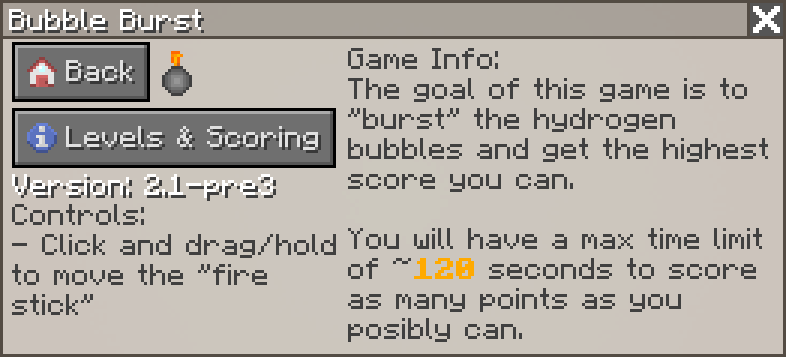 Bubble Burst
Back
Levels & Scoring
Version: 2.1-pre3
Controls:
- Click and drag/hold
to move the "fire
stick"
Game Info:
The goal of this game is to
"burst" the hydrogen
bubbles and get the highest
score you can.
You will have a max time limit
of ~120 seconds to score
as many points as you
posibly can.